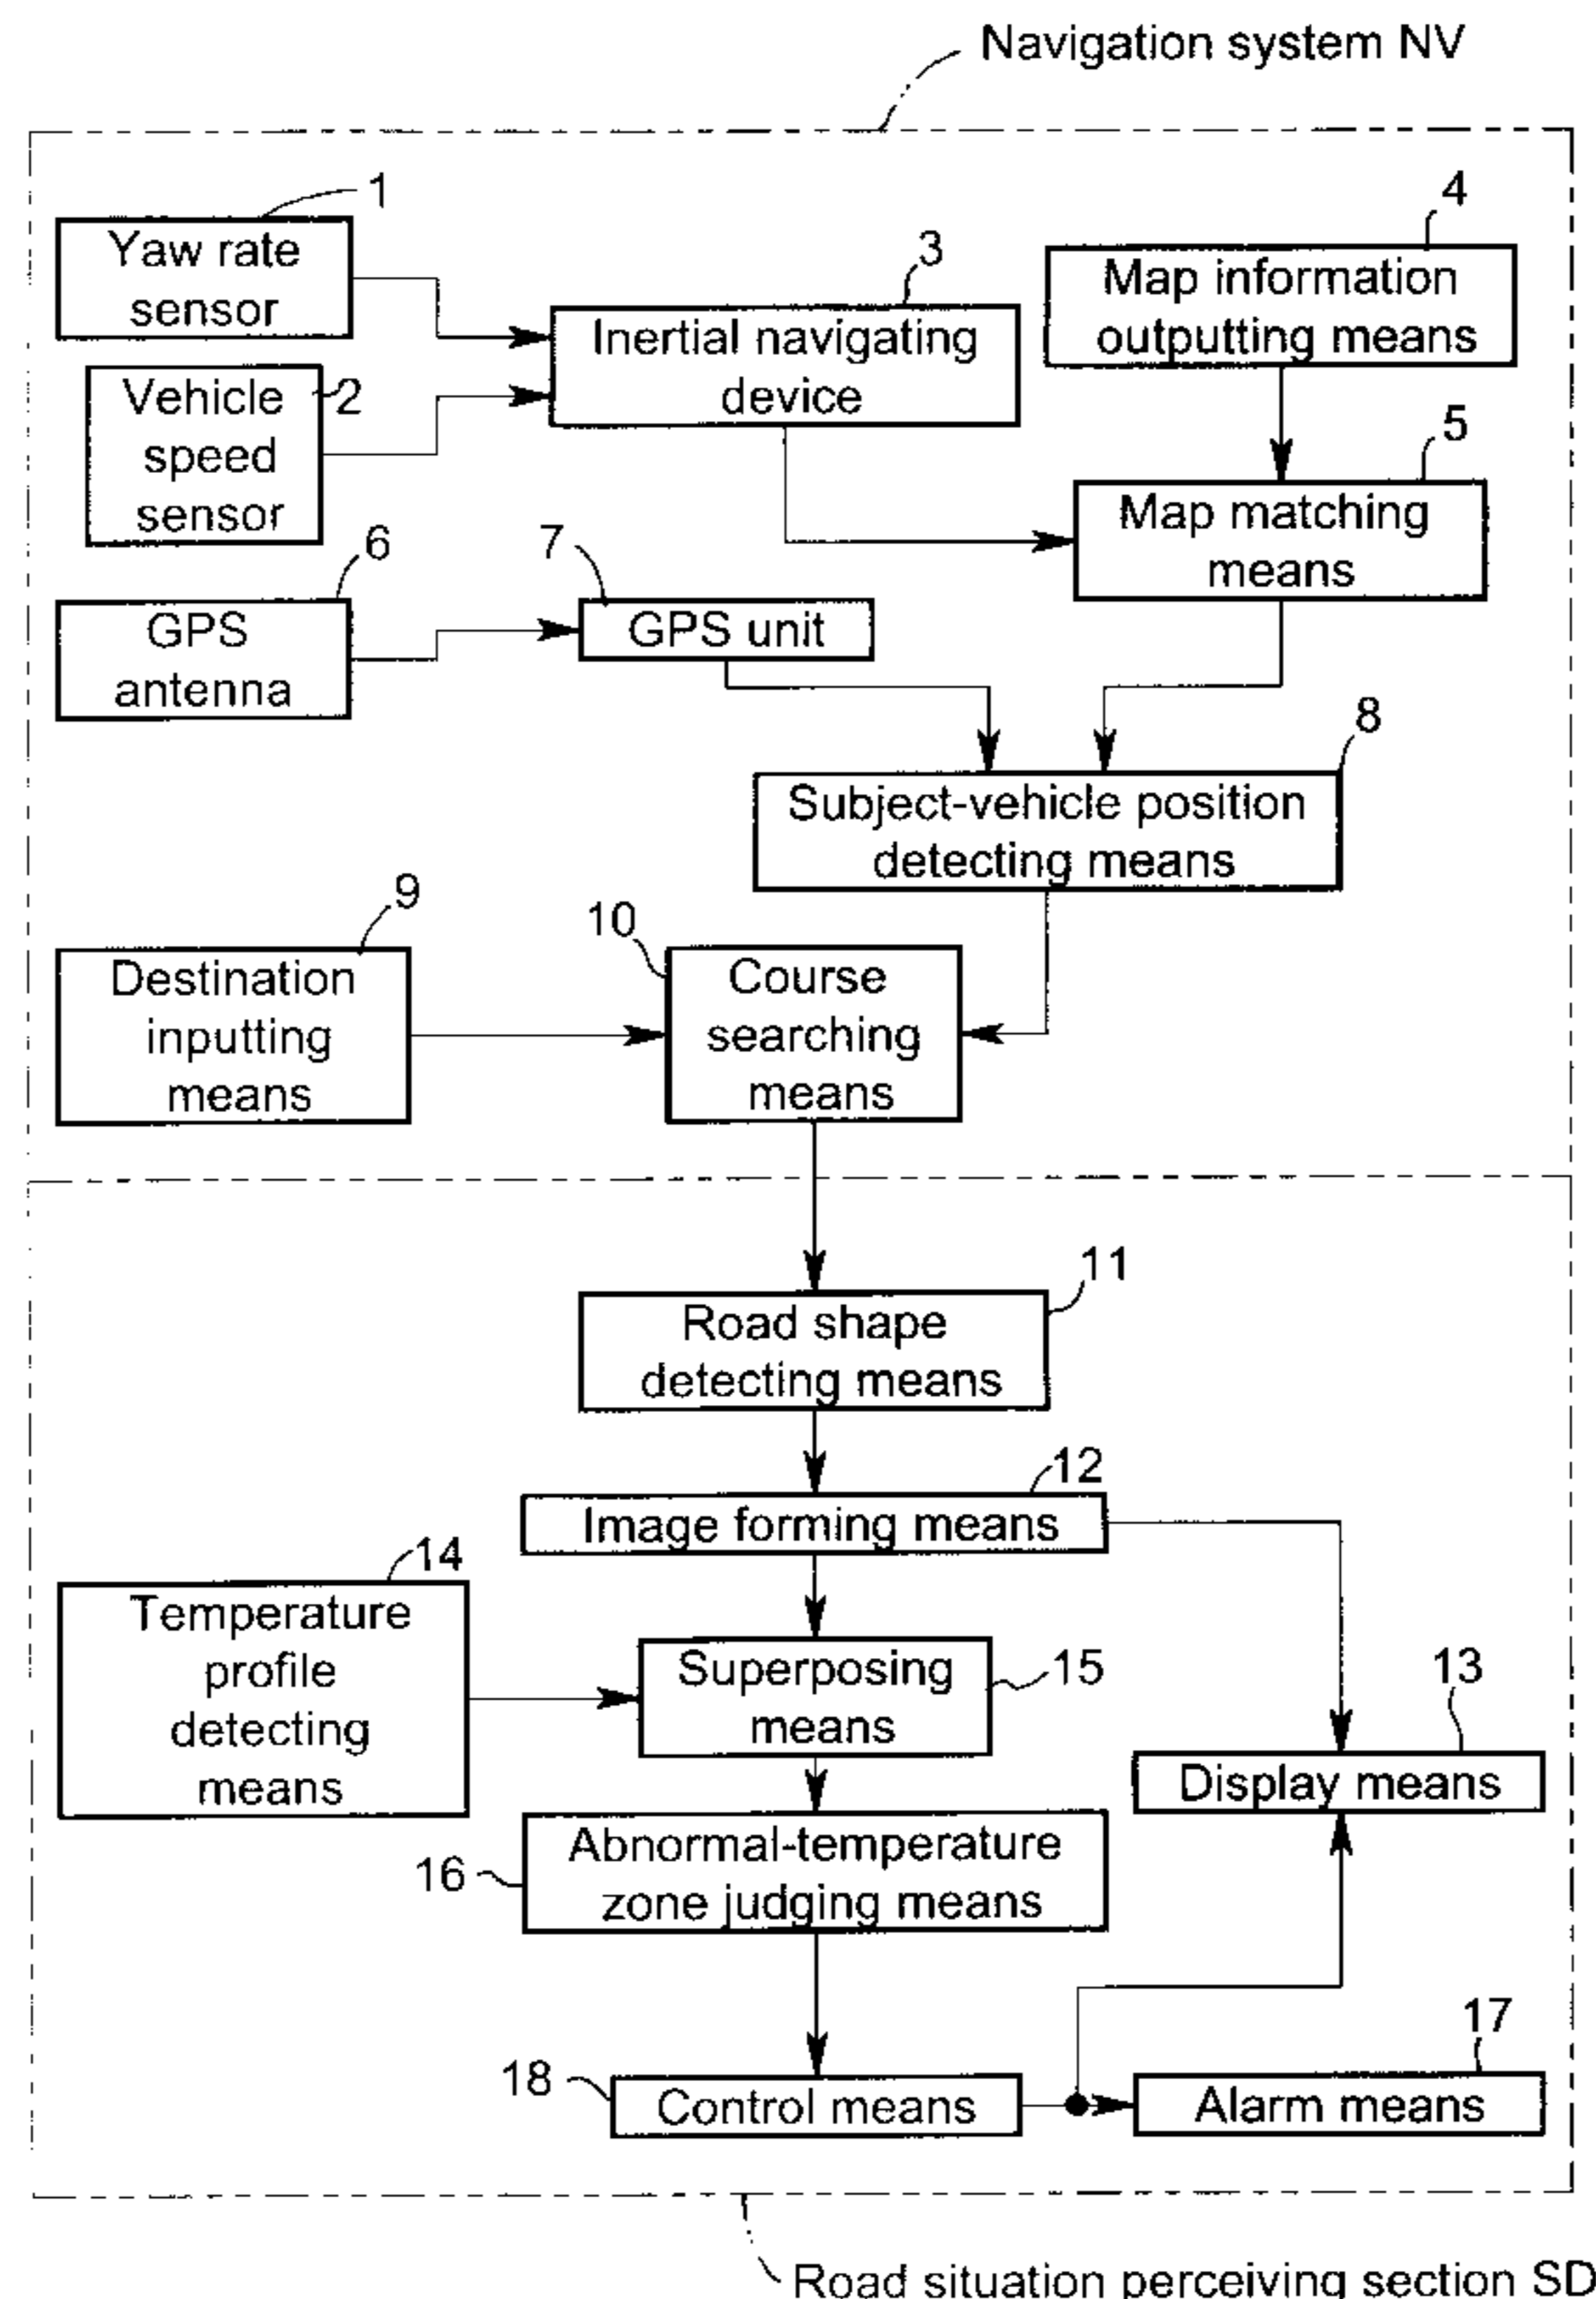 Navigation system NV
1
Yaw rate
sensor
4
Map information
outputting means
3
Inertial navigating
device
2
Vehicle
speed
sensor
5
Map matching
means
6
GPS
antenna
7
GPS unit
8
Subject-vehicle position
detecting means
9
Destination
inputting
means
10
Course
searching
means
11
Road shape
detecting means
12
Image forming means
14
Temperature
profile
detecting
means
15
Superposing
means
13
Display means
16
Abnormal-temperature
zone judging means
18
Control means
17
Alarm means
Road situation perceiving section SD